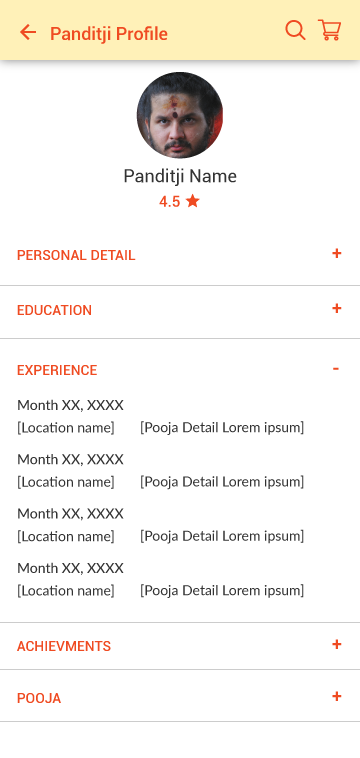 Panditji Profile
Panditji Name
4.5 ★
PERSONAL DETAIL +
EDUCATION +
EXPERIENCE -
Month XX, XXXX
[Location name] [Pooja Detail Lorem ipsum]
Month XX, XXXX
[Location name] [Pooja Detail Lorem ipsum]
Month XX, XXXX
[Location name] [Pooja Detail Lorem ipsum]
Month XX, XXXX
[Location name] [Pooja Detail Lorem ipsum]
ACHIEVMENTS +
POOJA +